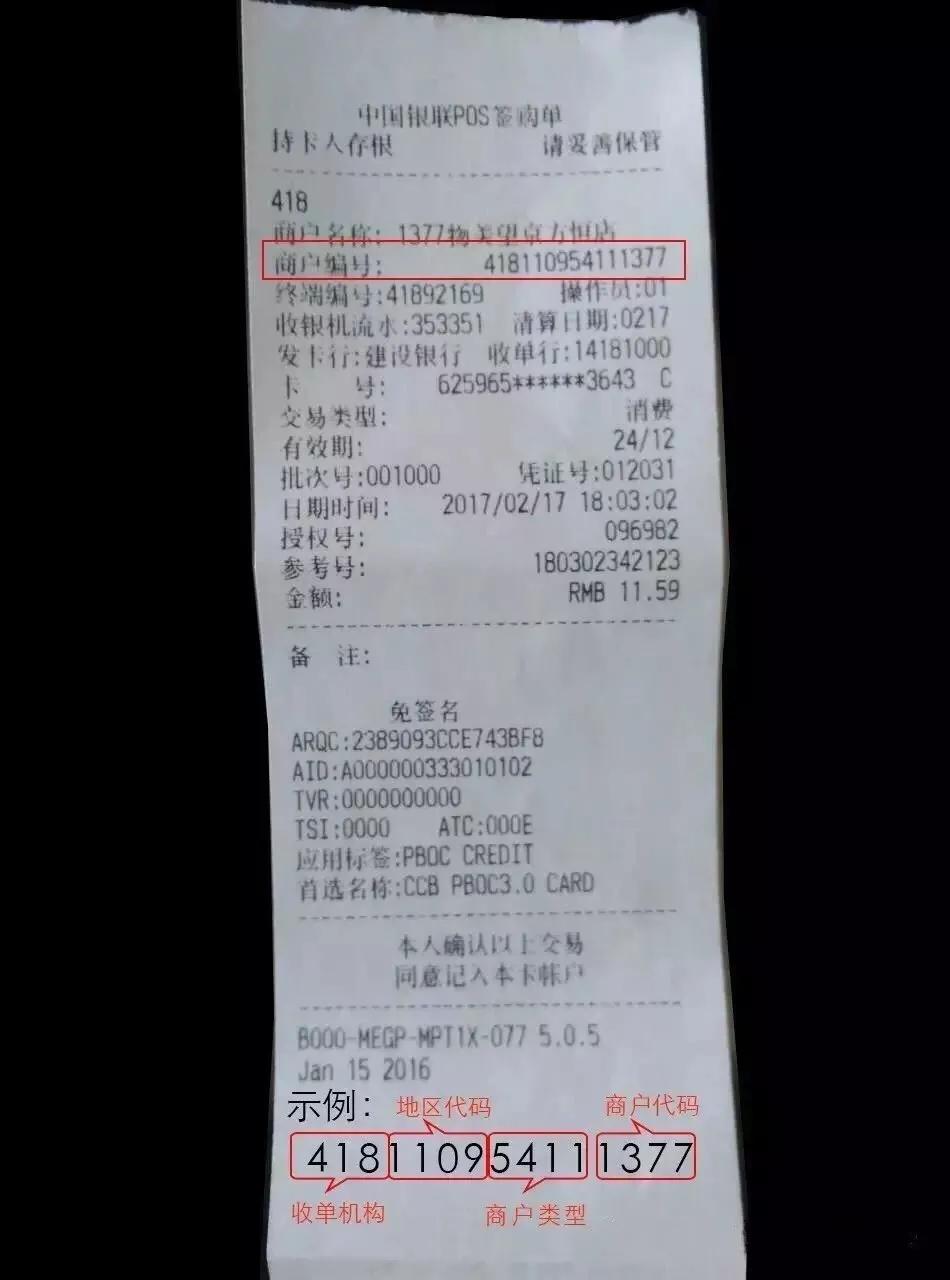 中国银联POS签购单
持卡人存根 请妥善保管
418
商户名称: 1377物美望京方恒店
商户编号: 418110954111377
终端编号:41892169 操作员:01
收银机流水:353351 清算日期:0217
发卡行:建设银行 收单行:14181000
卡 号: 625965******3643 C
交易类型: 消费
有效期: 24/12
批次号:001000 凭证号:012031
日期时间: 2017/02/17 18:03:02
授权号: 096982
参考号: 180302342123
金额: RMB 11.59
备 注:
免签名
ARQC:2389093CCE743BF8
AID:A000000333010102
TVR:0000000000
TSI:0000 ATC:000E
应用标签:PBOC CREDIT
首选名称:CCB PBOC3.0 CARD
本人确认以上交易
同意记入本卡帐户
B000-MEGP-MPT1X-077 5.0.5
Jan 15 2016
示例: 地区代码 商户代码
418 1109 5411 1377
收单机构 商户类型